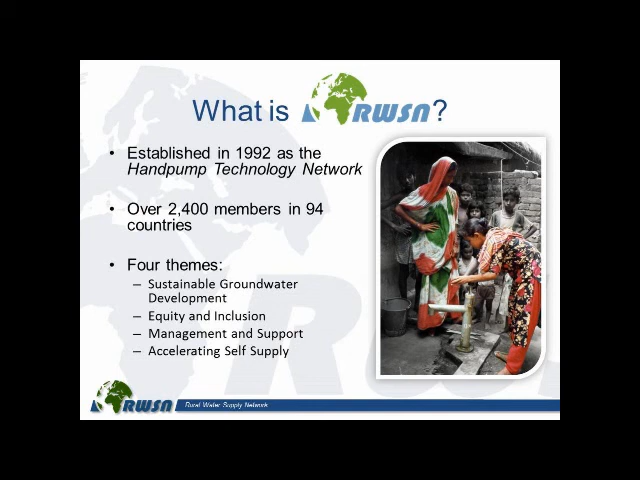 What is RWSN?
• Established in 1992 as the
Handpump Technology Network
• Over 2,400 members in 94
countries
• Four themes:
– Sustainable Groundwater
Development
– Equity and Inclusion
– Management and Support
– Accelerating Self Supply
RWSN Rural Water Supply Network